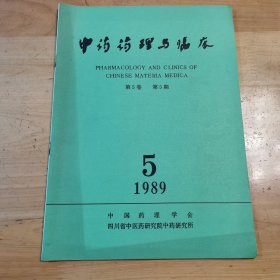 中药药理与临床
PHARMACOLOGY AND CLINICS OF
CHINESE MATERIA MEDICA
第5卷 第5期
5
1989
中国药理学会
四川省中医药研究院中药研究所